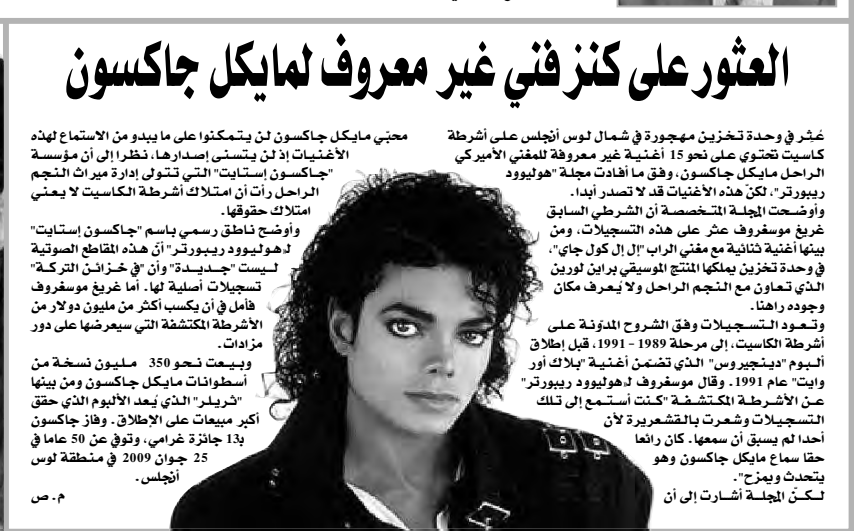 العثور على كنز فني غير معروف لمايكل جاكسون
عُثِر في وحدة تخزين مهجورة في شمال لوس أنجلس على أشرطة
كاسيت تحتوي على نحو 15 أغنية غير معروفة للمغني الأميركي
الراحل مايكل جاكسون، وفق ما أفادت مجلة "هوليوود
ريبورتر"، لكنّ هذه الأغنيات قد لا تصدر أبدا.
وأوضحت المجلة المتخصصة أن الشرطي السابق
غريغ موسغروف عثر على هذه التسجيلات، ومن
بينها أغنية ثنائية مع مغني الراب "إل إل كول جاي"،
في وحدة تخزين يملكها المنتج الموسيقي براين لورين
الذي تعاون مع النجم الراحل ولا يُعرف مكان
وجوده راهنا.
وتعود التسجيلات وفق الشروح المدوّنة على
أشرطة الكاسيت، إلى مرحلة 1989 - 1991، قبل إطلاق
ألبوم "دينجيروس" الذي تضمّن أغنية "بلاك أور
وايت" عام 1991. وقال موسغروف لـ"هوليوود ريبورتر"
عن الأشرطة المكتشفة "كنت أستمع إلى تلك
التسجيلات وشعرت بالقشعريرة لأن
أحدا لم يسبق أن سمعها. كان رائعا
حقا سماع مايكل جاكسون وهو
يتحدث ويمزح".
لكنّ المجلة أشارت إلى أن
محبّي مايكل جاكسون لن يتمكنوا على ما يبدو من الاستماع لهذه
الأغنيات إذ لن يتسنى إصدارها، نظرا إلى أن مؤسسة
"جاكسون إستايت" التي تتولى إدارة ميراث النجم
الراحل رأت أن امتلاك أشرطة الكاسيت لا يعني
امتلاك حقوقها.
وأوضح ناطق رسمي باسم "جاكسون إستايت"
لـ"هوليوود ريبورتر" أنّ هذه المقاطع الصوتية
ليست "جديدة" وأن "في خزائن التركة"
تسجيلات أصلية لها. أما غريغ موسغروف
فأمل في أن يكسب أكثر من مليون دولار من
الأشرطة المكتشفة التي سيعرضها على دور
مزادات.
وبيعت نحو 350 مليون نسخة من
أسطوانات مايكل جاكسون ومن بينها
"ثريلر" الذي يُعد الألبوم الذي حقق
أكبر مبيعات على الإطلاق. وفاز جاكسون
بـ13 جائزة غرامي، وتوفي عن 50 عاما في
25 جوان 2009 في منطقة لوس
أنجلس.
م. ص